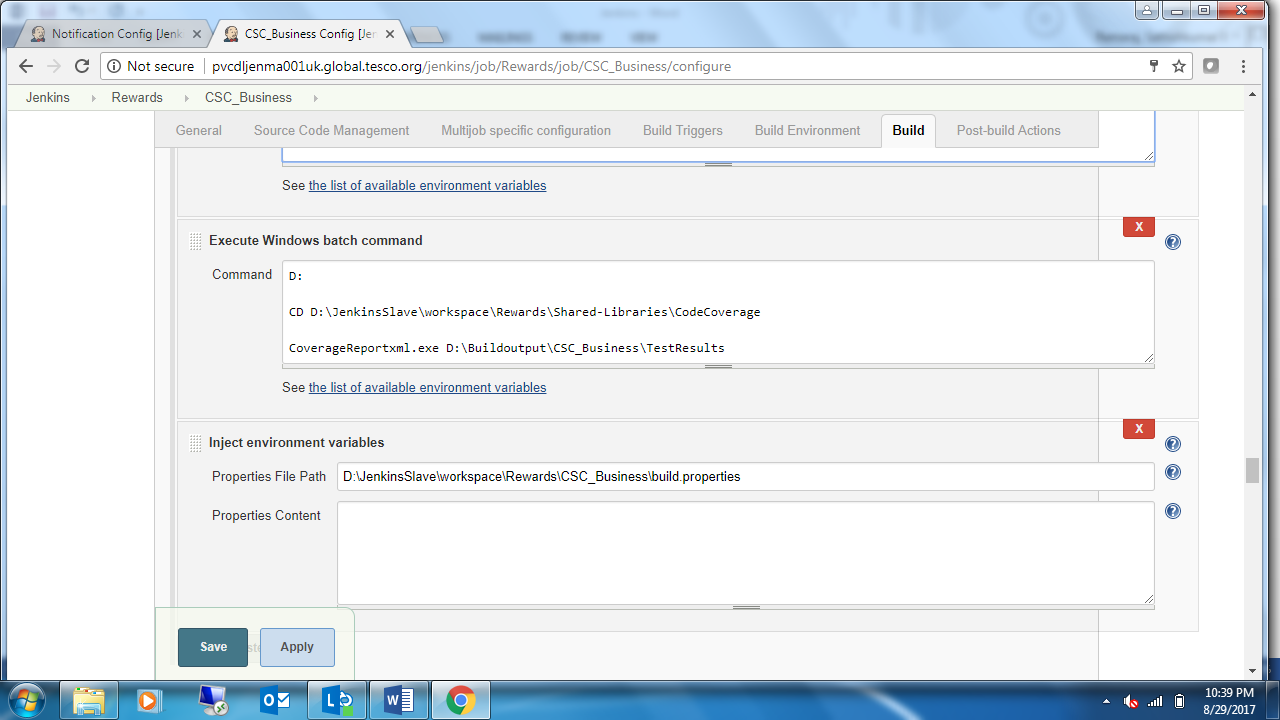 Notification Config [Jenk
CSC_Business Config [Jen
Not secure
pvcdljenma001uk.global.tesco.org/jenkins/job/Rewards/job/CSC_Business/configure
Jenkins
Rewards
CSC_Business
General
Source Code Management
Multijob specific configuration
Build Triggers
Build Environment
Build
Post-build Actions
See the list of available environment variables
X
Execute Windows batch command
Command
D:
CD D:\JenkinsSlave\workspace\Rewards\Shared-Libraries\CodeCoverage
CoverageReportxml.exe D:\Buildoutput\CSC_Business\TestResults
See the list of available environment variables
X
Inject environment variables
Properties File Path
D:\JenkinsSlave\workspace\Rewards\CSC_Business\build.properties
Properties Content
Save
Apply
10:39 PM
8/29/2017